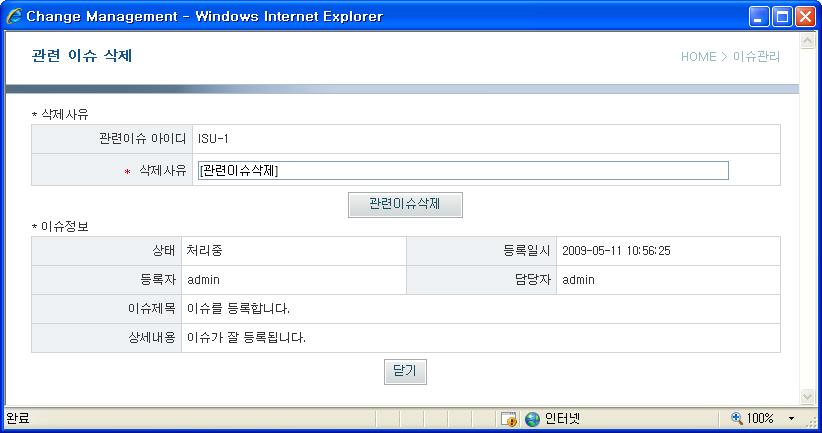 Change Management - Windows Internet Explorer
관련 이슈 삭제
HOME > 이슈관리
* 삭제사유
관련이슈 아이디 ISU-1
* 삭제사유 [관련이슈삭제]
관련이슈삭제
* 이슈정보
상태 처리중 등록일시 2009-05-11 10:56:25
등록자 admin 담당자 admin
이슈제목 이슈를 등록합니다.
상세내용 이슈가 잘 등록됩니다.
닫기
완료 인터넷 100%